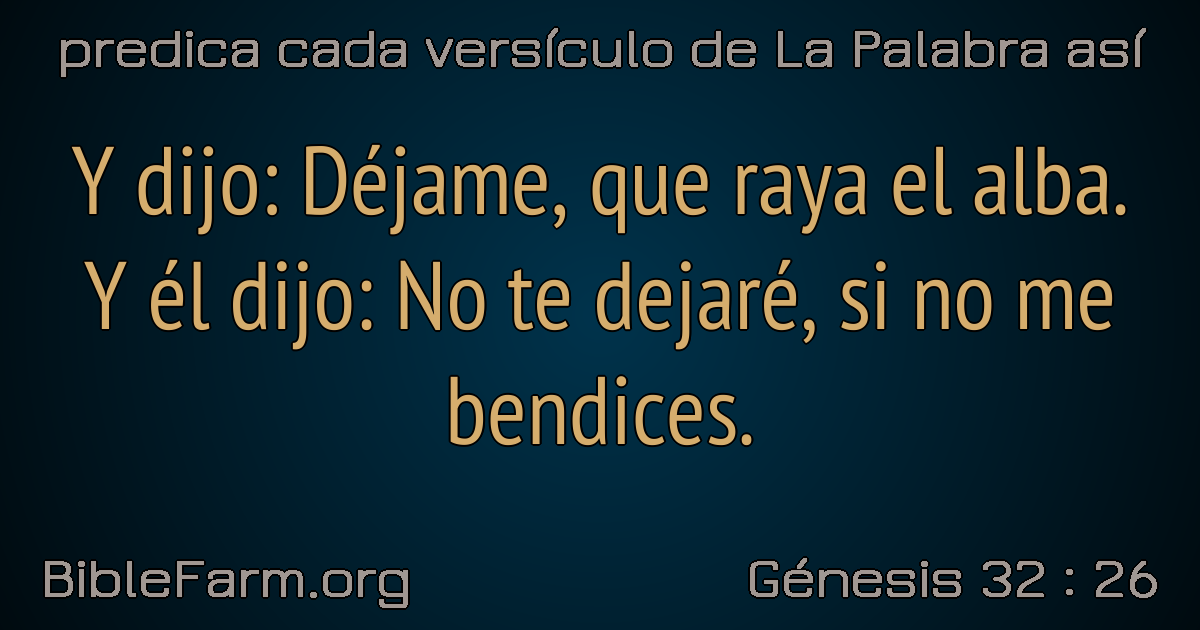 predica cada versículo de La Palabra así
Y dijo: Déjame, que raya el alba.
Y él dijo: No te dejaré, si no me
bendices.
BibleFarm.org
Génesis 32 : 26